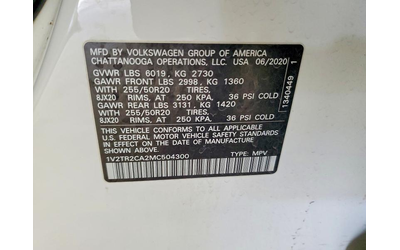 MFD BY VOLKSWAGEN GROUP OF AMERICA
CHATTANOOGA OPERATIONS, LLC. USA 06/2020
GVWR LBS 6019, KG 2730
GAWR FRONT LBS 2998, KG 1360
WITH 255/50R20 TIRES,
8JX20 RIMS, AT 250 KPA. 36 PSI COLD
GAWR REAR LBS 3131, KG 1420
WITH 255/50R20 TIRES,
8JX20 RIMS, AT 250 KPA. 36 PSI COLD
THIS VEHICLE CONFORMS TO ALL APPLICABLE
U.S. FEDERAL MOTOR VEHICLE SAFETY
STANDARDS IN EFFECT ON THE DATE OF
MANUFACTURE SHOWN ABOVE.
1V2TR2CA2MC504300 TYPE: MPV
1320449 1